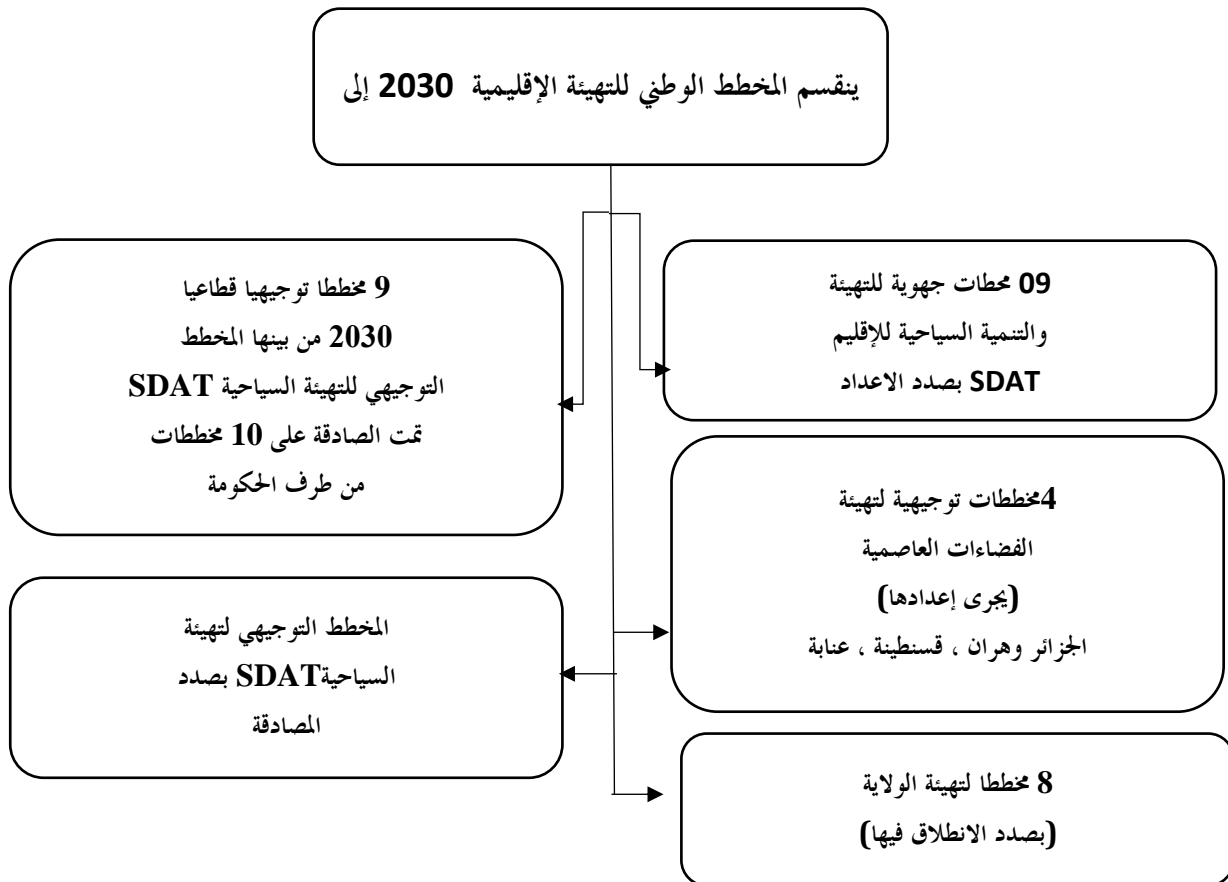 ينقسم المخطط الوطني للتهيئة الإقليمية 2030 إلى
09 محطات جهوية للتهيئة
والتنمية السياحية للإقليم
SDAT بصدد الاعداد
9 مخططا توجيهيا قطاعيا
2030 من بينها المخطط
التوجيهي للتهيئة السياحية SDAT
تمت الصادقة على 10 مخططات
من طرف الحكومة
4مخططات توجيهية لتهيئة
الفضاءات العاصمية
(يجرى إعدادها)
الجزائر وهران ، قسنطينة ، عنابة
المخطط التوجيهي لتهيئة
السياحيةSDAT بصدد
المصادقة
8 مخططا لتهيئة الولاية
(بصدد الانطلاق فيها)